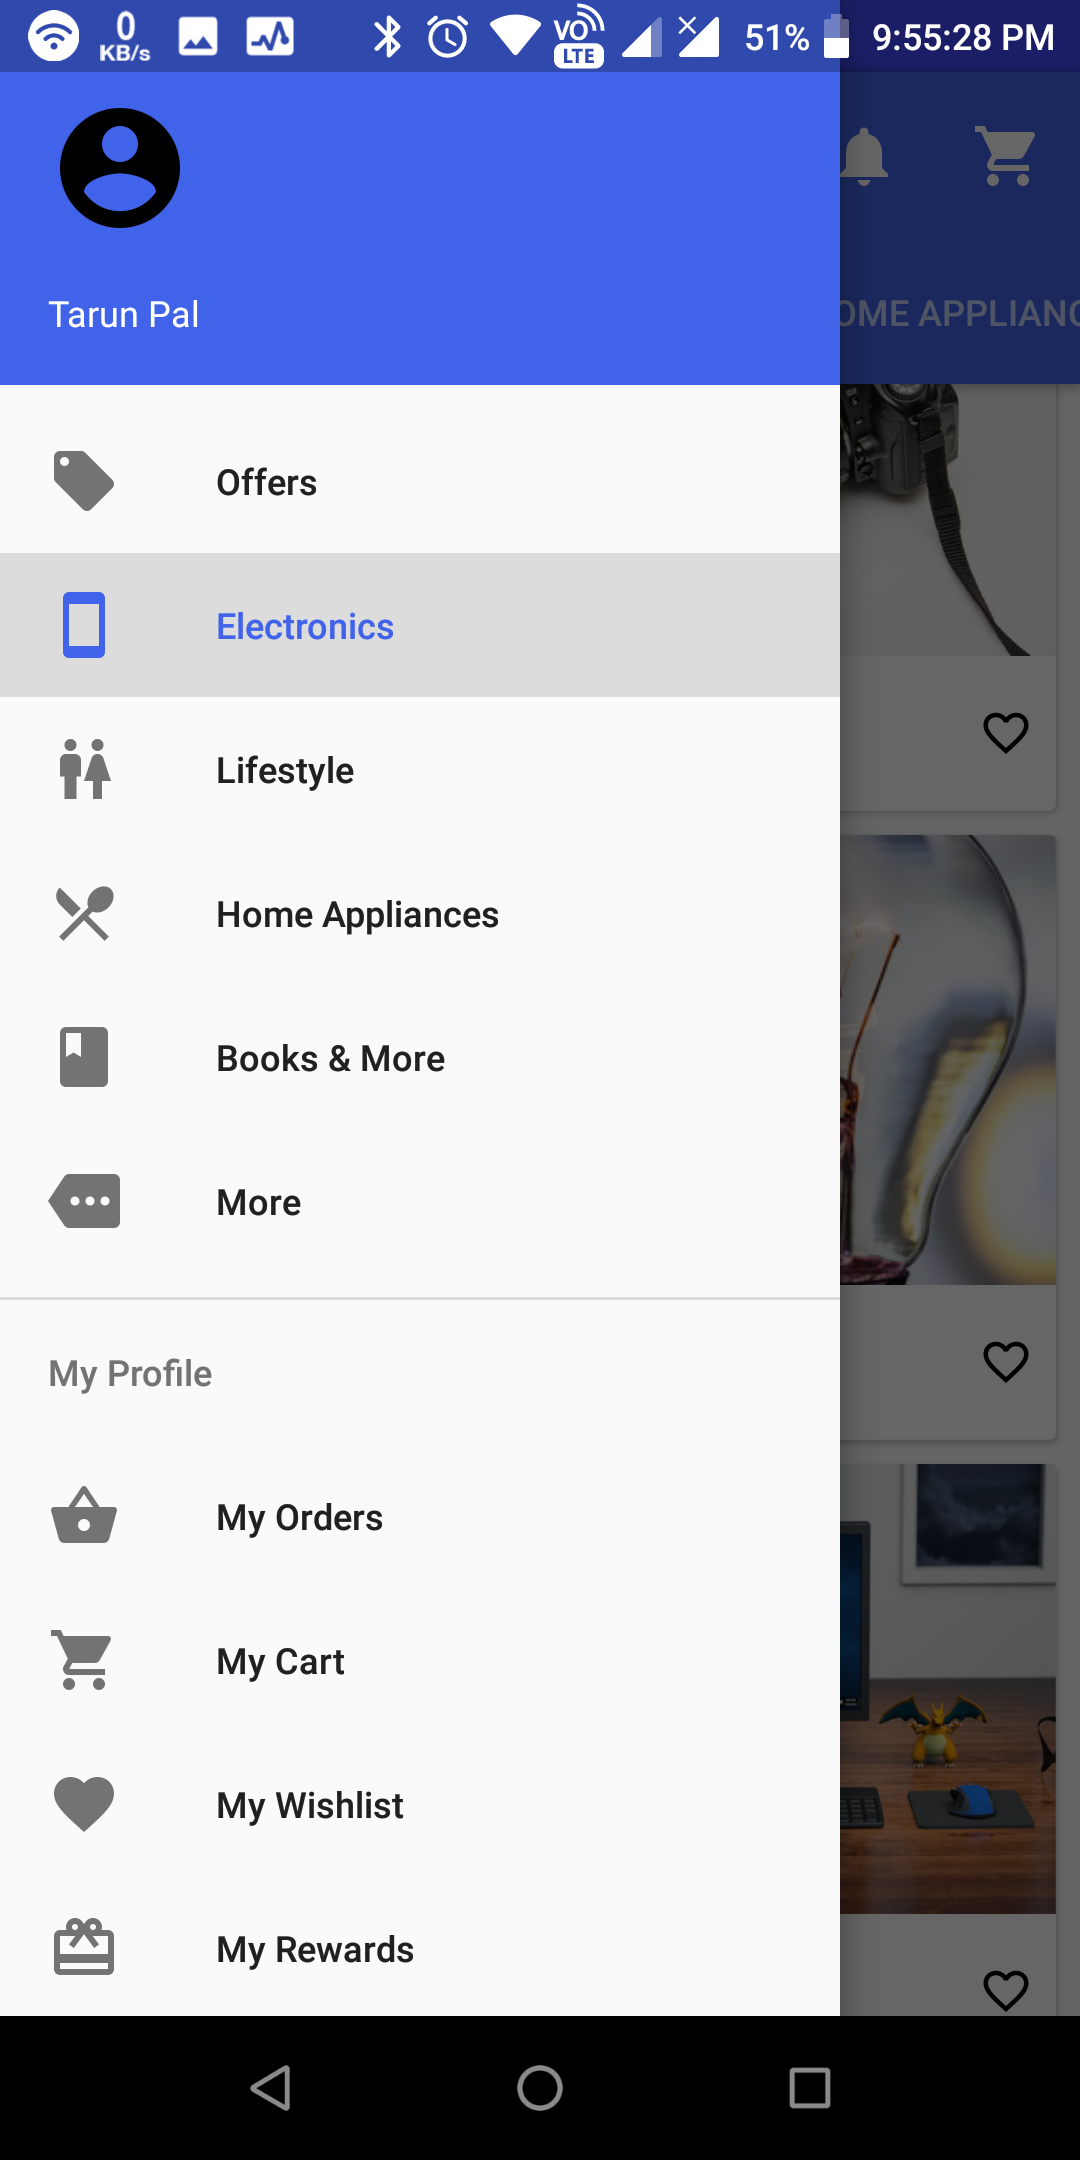 0
KB/s
VO
LTE
51%
9:55:28 PM
Tarun Pal
OME APPLIANC
Offers
Electronics
Lifestyle
Home Appliances
Books & More
More
My Profile
My Orders
My Cart
My Wishlist
My Rewards